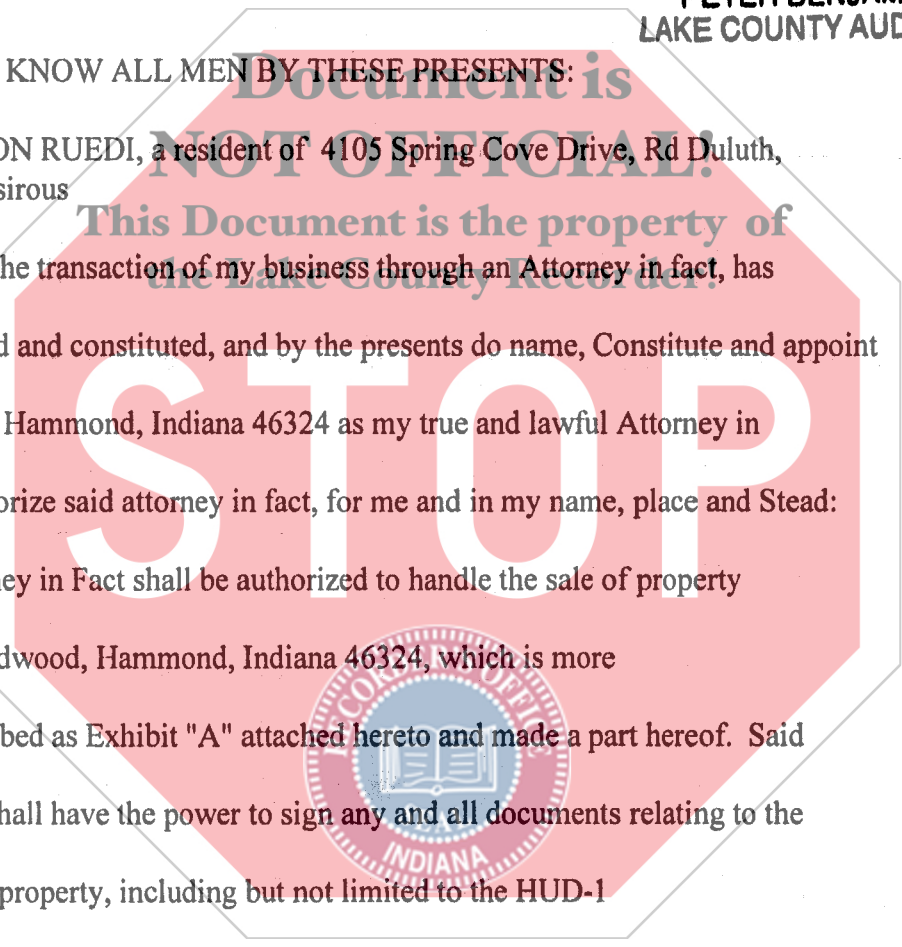 LAKE COUNTY AUD
KNOW ALL MEN BY THESE PRESENTS:
Document is
ON RUEDI, a resident of 4105 Spring Cove Drive, Rd Duluth,
NOT OFFICIAL!
sirous
This Document is the property of
he transaction of my business through an Attorney in fact, has
the Lake County Recorder!
d and constituted, and by the presents do name, Constitute and appoint
STOP
Hammond, Indiana 46324 as my true and lawful Attorney in
orize said attorney in fact, for me and in my name, place and Stead:
ey in Fact shall be authorized to handle the sale of property
dwood, Hammond, Indiana 46324, which is more
RECORDER'S OFFICE
bed as Exhibit "A" attached hereto and made a part hereof. Said
hall have the power to sign any and all documents relating to the
INDIANA
property, including but not limited to the HUD-1